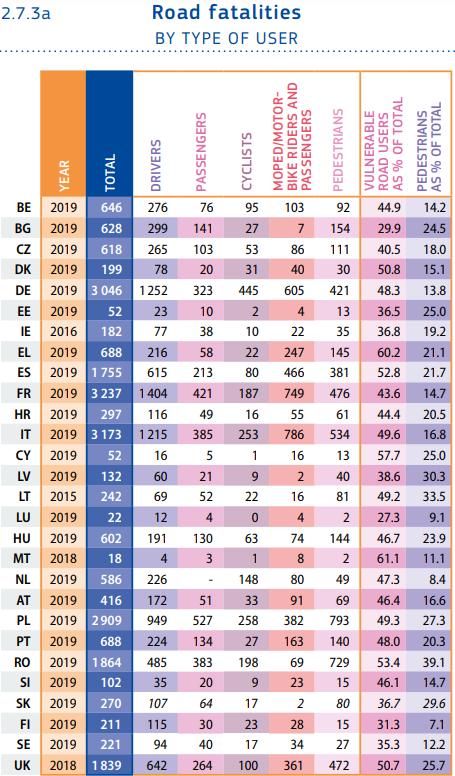 2.7.3a Road fatalities
BY TYPE OF USER
YEAR TOTAL DRIVERS PASSENGERS CYCLISTS MOPED/MOTOR-BIKE RIDERS AND PASSENGERS PEDESTRIANS VULNERABLE ROAD USERS AS % OF TOTAL PEDESTRIANS AS % OF TOTAL
BE 2019 646 276 76 95 103 92 44.9 14.2
BG 2019 628 299 141 27 7 154 29.9 24.5
CZ 2019 618 265 103 53 86 111 40.5 18.0
DK 2019 199 78 20 31 40 30 50.8 15.1
DE 2019 3 046 1 252 323 445 605 421 48.3 13.8
EE 2019 52 23 10 2 4 13 36.5 25.0
IE 2016 182 77 38 10 22 35 36.8 19.2
EL 2019 688 216 58 22 247 145 60.2 21.1
ES 2019 1 755 615 213 80 466 381 52.8 21.7
FR 2019 3 237 1 404 421 187 749 476 43.6 14.7
HR 2019 297 116 49 16 55 61 44.4 20.5
IT 2019 3 173 1 215 385 253 786 534 49.6 16.8
CY 2019 52 16 5 1 16 13 57.7 25.0
LV 2019 132 60 21 9 2 40 38.6 30.3
LT 2015 242 69 52 22 16 81 49.2 33.5
LU 2019 22 12 4 0 4 2 27.3 9.1
HU 2019 602 191 130 63 74 144 46.7 23.9
MT 2018 18 4 3 1 8 2 61.1 11.1
NL 2019 586 226 - 148 80 49 47.3 8.4
AT 2019 416 172 51 33 91 69 46.4 16.6
PL 2019 2 909 949 527 258 382 793 49.3 27.3
PT 2019 688 224 134 27 163 140 48.0 20.3
RO 2019 1 864 485 383 198 69 729 53.4 39.1
SI 2019 102 35 20 9 23 15 46.1 14.7
SK 2019 270 107 64 17 2 80 36.7 29.6
FI 2019 211 115 30 23 28 15 31.3 7.1
SE 2019 221 94 40 17 34 27 35.3 12.2
UK 2018 1 839 642 264 100 361 472 50.7 25.7